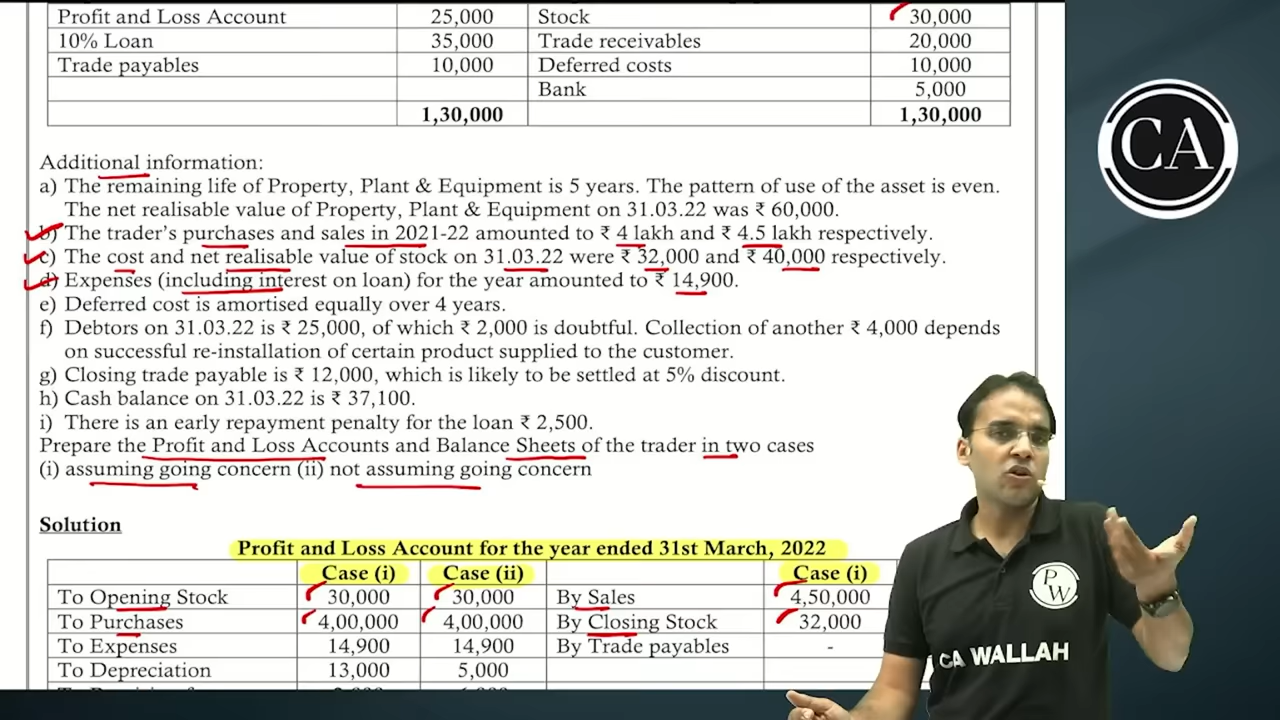 Profit and Loss Account 25,000 Stock 30,000
10% Loan 35,000 Trade receivables 20,000
Trade payables 10,000 Deferred costs 10,000
Bank 5,000
1,30,000 1,30,000
Additional information:
a) The remaining life of Property, Plant & Equipment is 5 years. The pattern of use of the asset is even.
The net realisable value of Property, Plant & Equipment on 31.03.22 was ₹ 60,000.
b) The trader's purchases and sales in 2021-22 amounted to ₹ 4 lakh and ₹ 4.5 lakh respectively.
c) The cost and net realisable value of stock on 31.03.22 were ₹ 32,000 and ₹ 40,000 respectively.
d) Expenses (including interest on loan) for the year amounted to ₹ 14,900.
e) Deferred cost is amortised equally over 4 years.
f) Debtors on 31.03.22 is ₹ 25,000, of which ₹ 2,000 is doubtful. Collection of another ₹ 4,000 depends
on successful re-installation of certain product supplied to the customer.
g) Closing trade payable is ₹ 12,000, which is likely to be settled at 5% discount.
h) Cash balance on 31.03.22 is ₹ 37,100.
i) There is an early repayment penalty for the loan ₹ 2,500.
Prepare the Profit and Loss Accounts and Balance Sheets of the trader in two cases
(i) assuming going concern (ii) not assuming going concern
Solution
Profit and Loss Account for the year ended 31st March, 2022
Case (i) Case (ii) Case (i)
To Opening Stock 30,000 30,000 By Sales 4,50,000
To Purchases 4,00,000 4,00,000 By Closing Stock 32,000
To Expenses 14,900 14,900 By Trade payables -
To Depreciation 13,000 5,000
CA
P
W
CA WALLAH